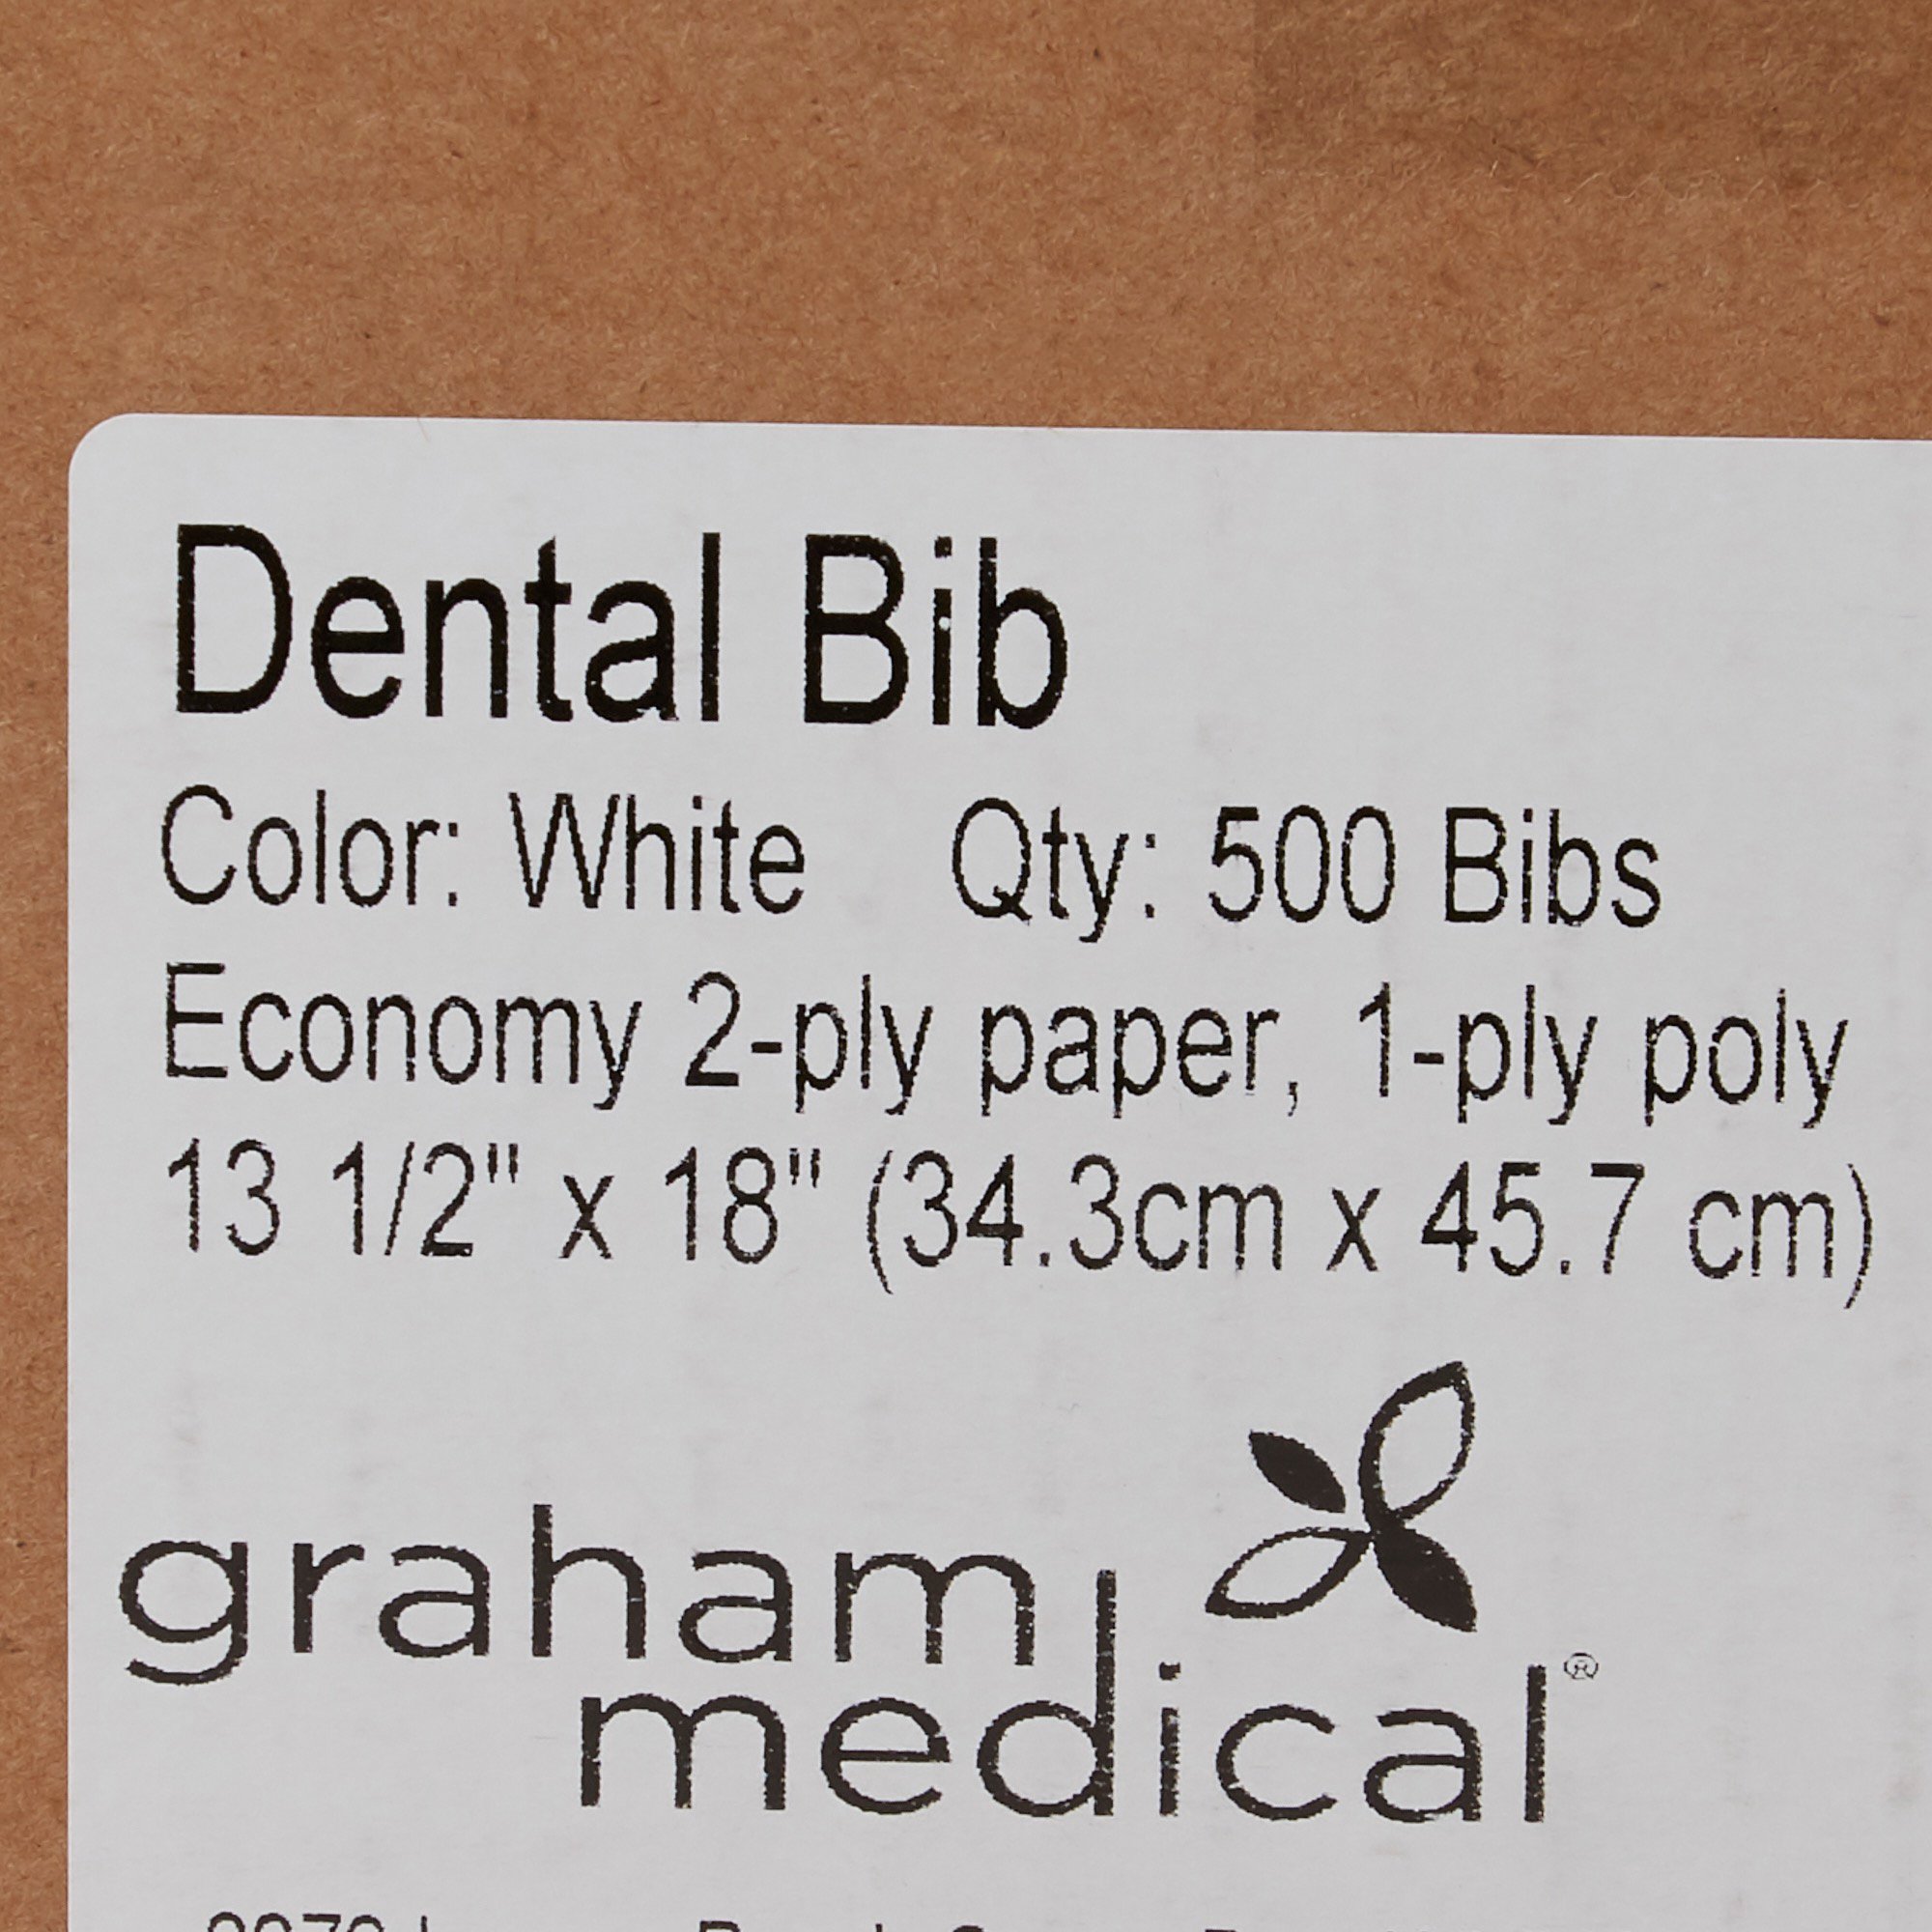 Dental Bib
Color: White Qty: 500 Bibs
Economy 2-ply paper, 1-ply poly
13 1/2" x 18" (34.3cm x 45.7 cm)
graham
medical®